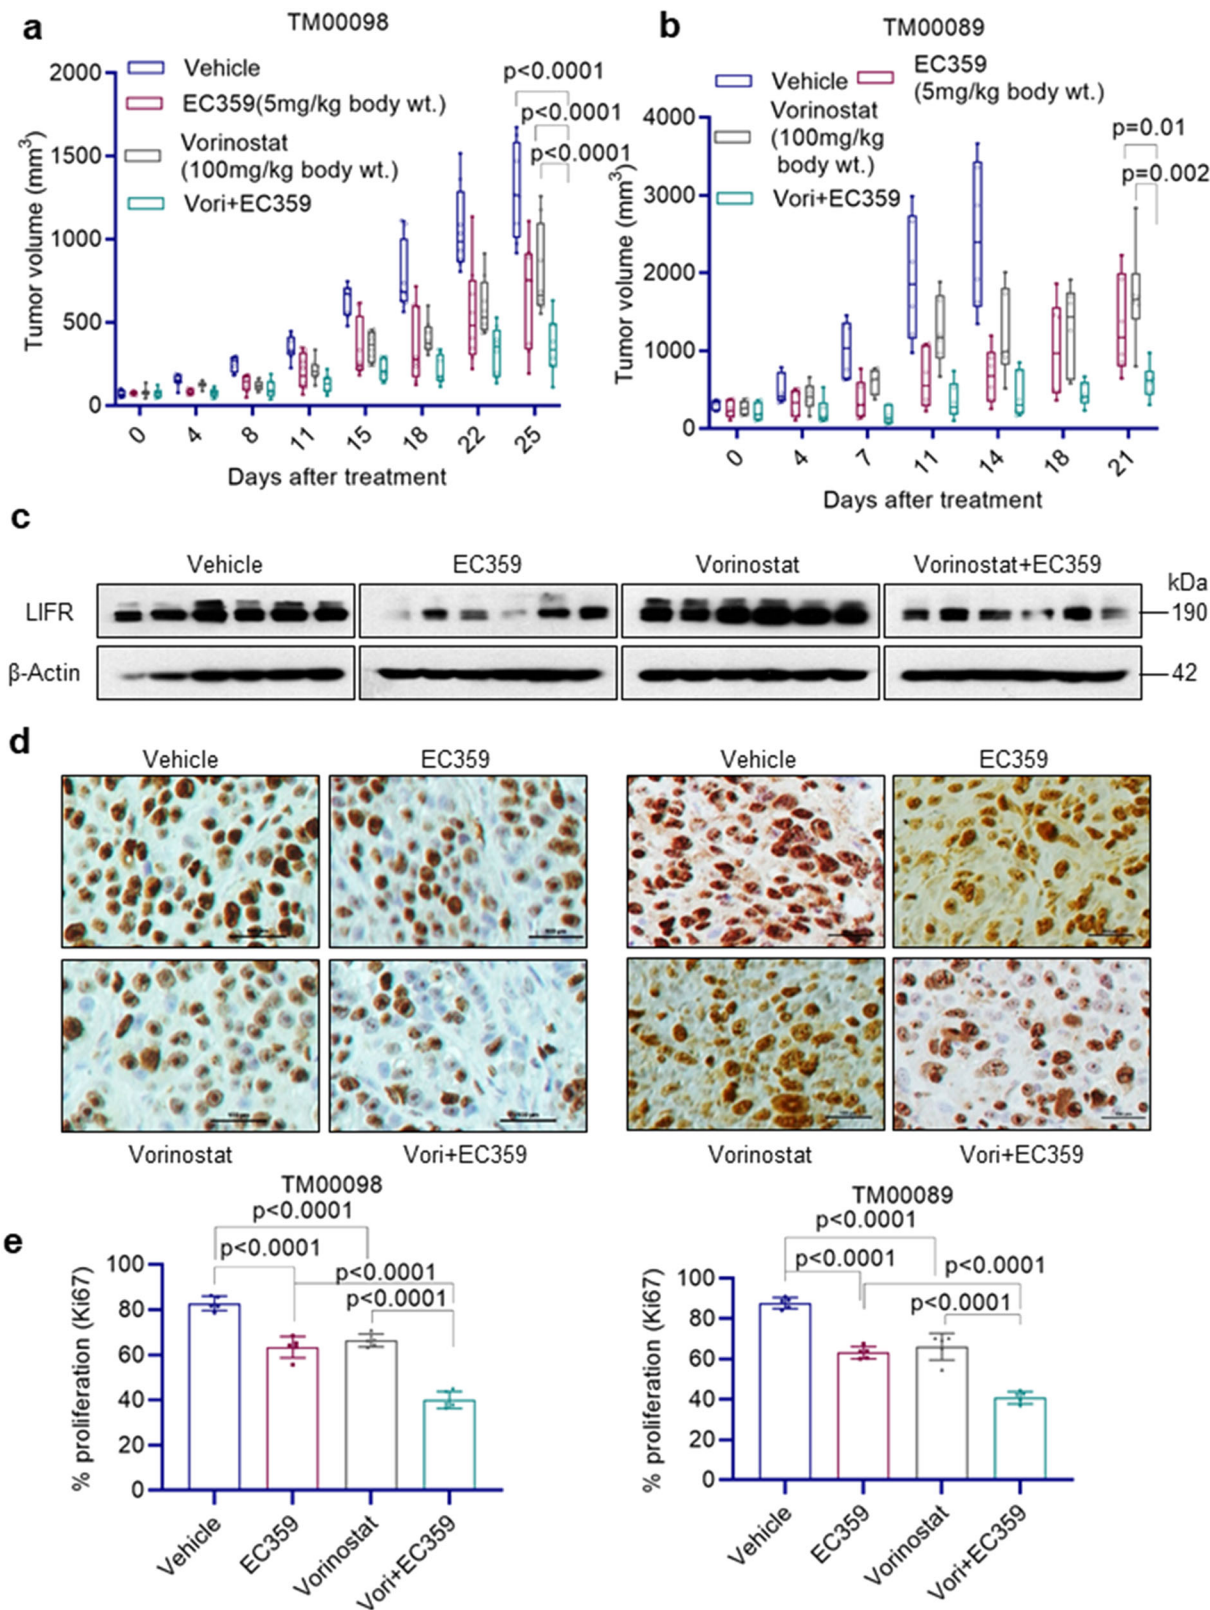 a
TM00098
2000
1500
1000
500
0
Tumor volume (mm3)
Vehicle
EC359(5mg/kg body wt.)
Vorinostat
(100mg/kg body wt.)
Vori+EC359
p<0.0001
p<0.0001
p<0.0001
0 4 8 11 15 18 22 25
Days after treatment
b
TM00089
4000
3000
2000
1000
0
Tumor volume (mm3)
Vehicle
EC359
(5mg/kg body wt.)
Vorinostat
(100mg/kg
body wt.)
Vori+EC359
p=0.01
p=0.002
0 4 7 11 14 18 21
Days after treatment
c
Vehicle EC359 Vorinostat Vorinostat+EC359
kDa
LIFR 190
β-Actin 42
d
Vehicle EC359 Vehicle EC359
Vorinostat Vori+EC359 Vorinostat Vori+EC359
e
TM00098
p<0.0001
p<0.0001
p<0.0001
p<0.0001
100
80
60
40
20
0
% proliferation (Ki67)
Vehicle EC359 Vorinostat Vori+EC359
TM00089
p<0.0001
p<0.0001
p<0.0001
p<0.0001
100
80
60
40
20
0
% proliferation (Ki67)
Vehicle EC359 Vorinostat Vori+EC359